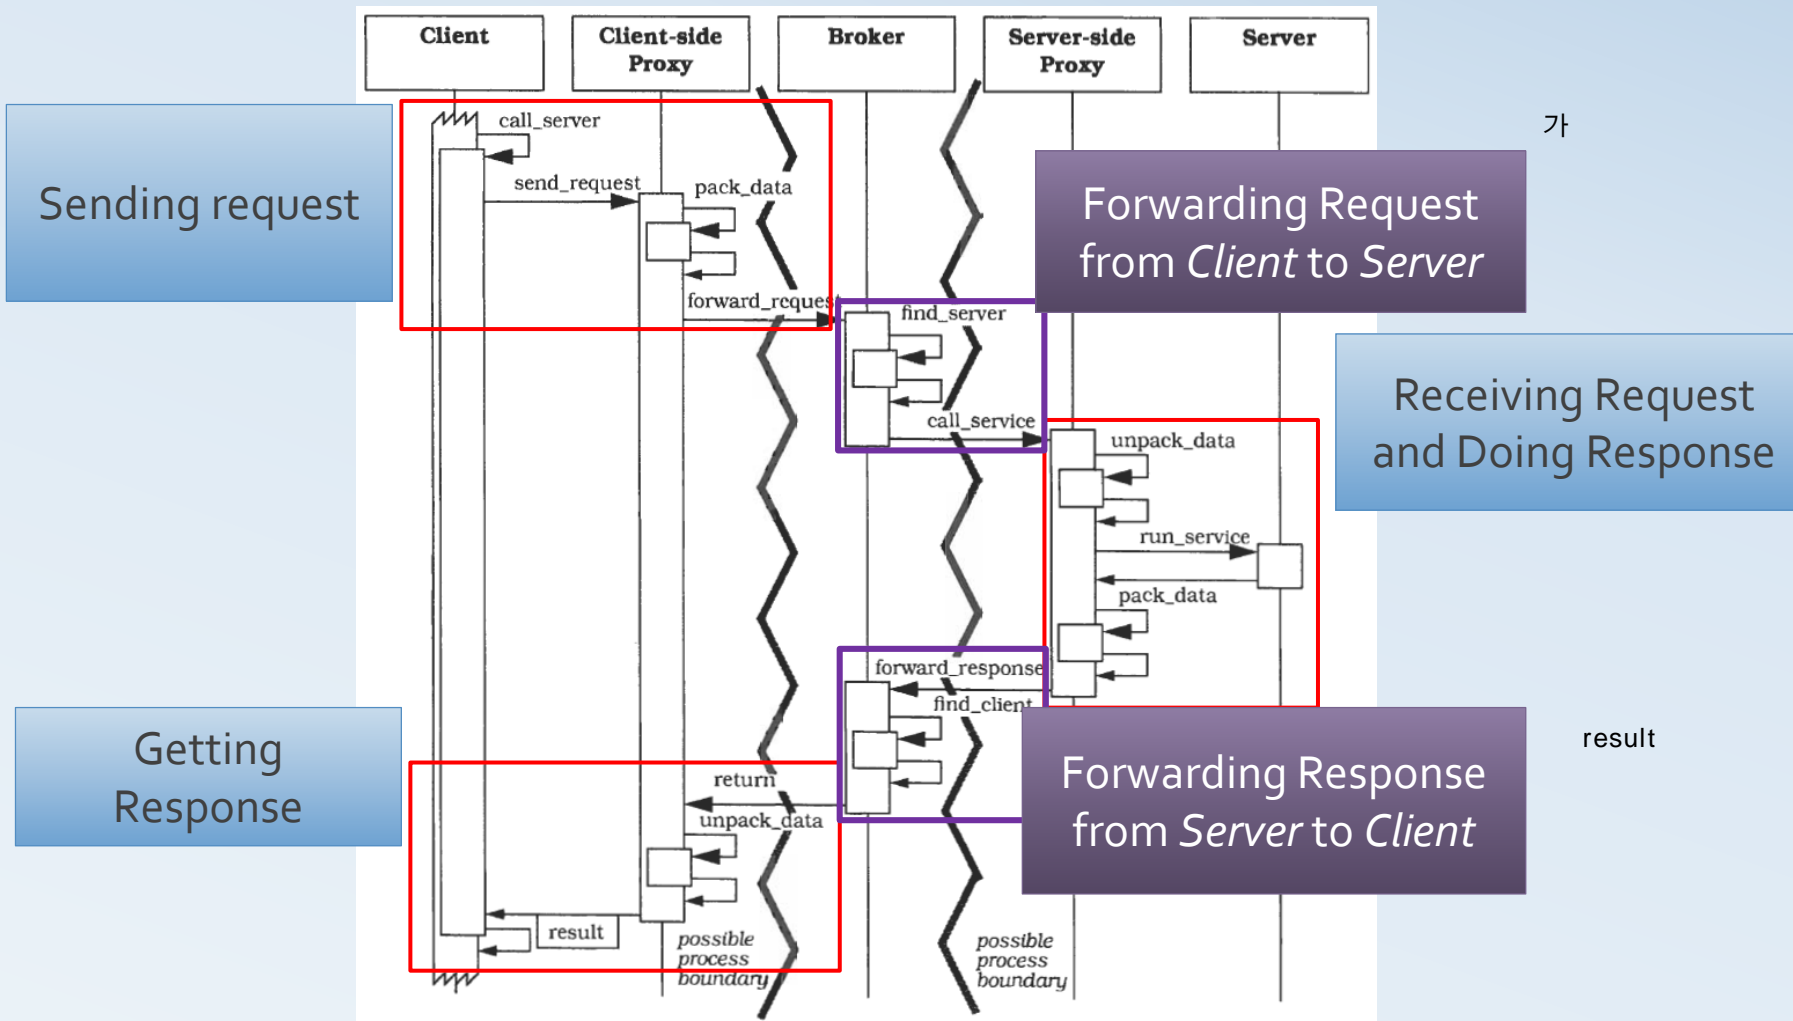 Client
Client-side
Proxy
Broker
Server-side
Proxy
Server
call_server
가
Sending request
send_request
pack_data
Forwarding Request
from Client to Server
forward_request
find_server
Receiving Request
and Doing Response
call_service
unpack_data
run_service
pack_data
forward_response
find_client
Getting
Response
result
Forwarding Response
from Server to Client
return
unpack_data
result
possible
process
boundary
possible
process
boundary